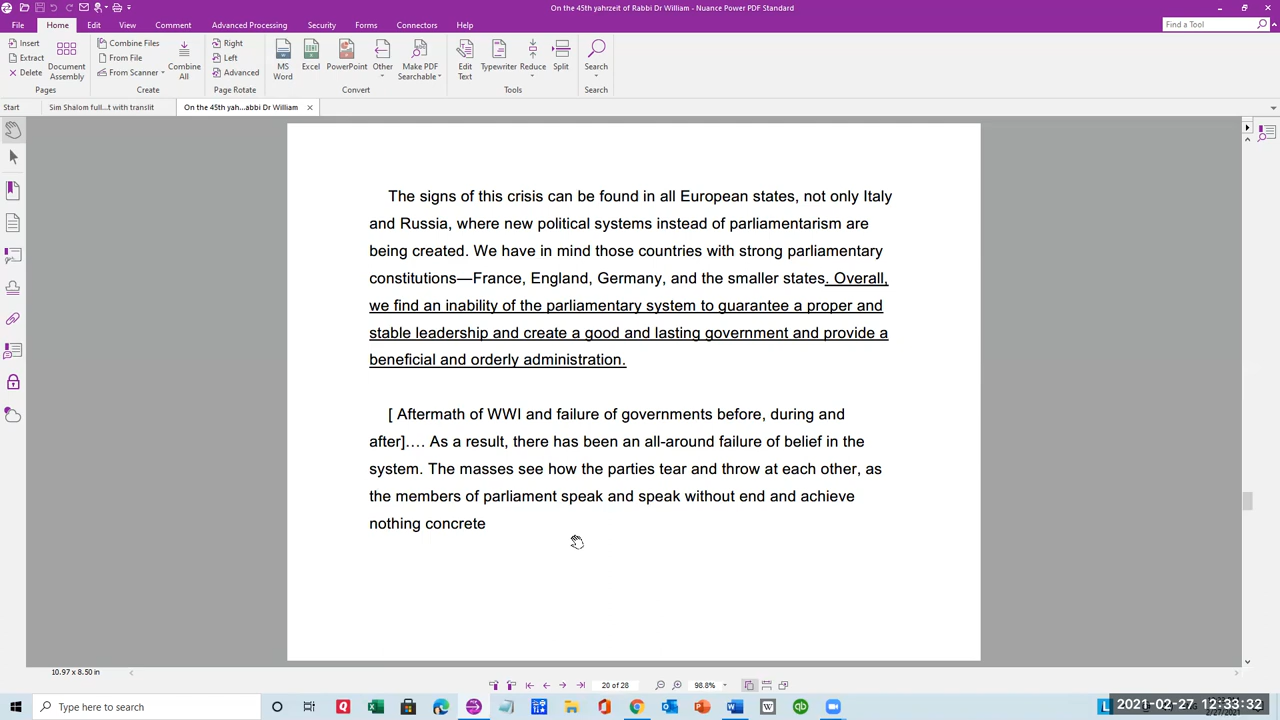 On the 45th yahrzeit of Rabbi Dr William - Nuance Power PDF Standard
File Home Edit View Comment Advanced Processing Security Forms Connectors Help Find a Tool
Insert Extract Delete Document Assembly Pages
Combine Files From File From Scanner Combine All Create
Right Left Advanced Page Rotate
MS Word Excel PowerPoint Other Make PDF Searchable Convert
Edit Text Typewriter Reduce Split Tools
Search Search
Start Sim Shalom full...t with translit On the 45th yah...abbi Dr William
The signs of this crisis can be found in all European states, not only Italy
and Russia, where new political systems instead of parliamentarism are
being created. We have in mind those countries with strong parliamentary
constitutions—France, England, Germany, and the smaller states. Overall,
we find an inability of the parliamentary system to guarantee a proper and
stable leadership and create a good and lasting government and provide a
beneficial and orderly administration.
[ Aftermath of WWI and failure of governments before, during and
after]…. As a result, there has been an all-around failure of belief in the
system. The masses see how the parties tear and throw at each other, as
the members of parliament speak and speak without end and achieve
nothing concrete
10.97 x 8.50 in
20 of 28 98.8%
Type here to search
2021-02-27 12:33:32